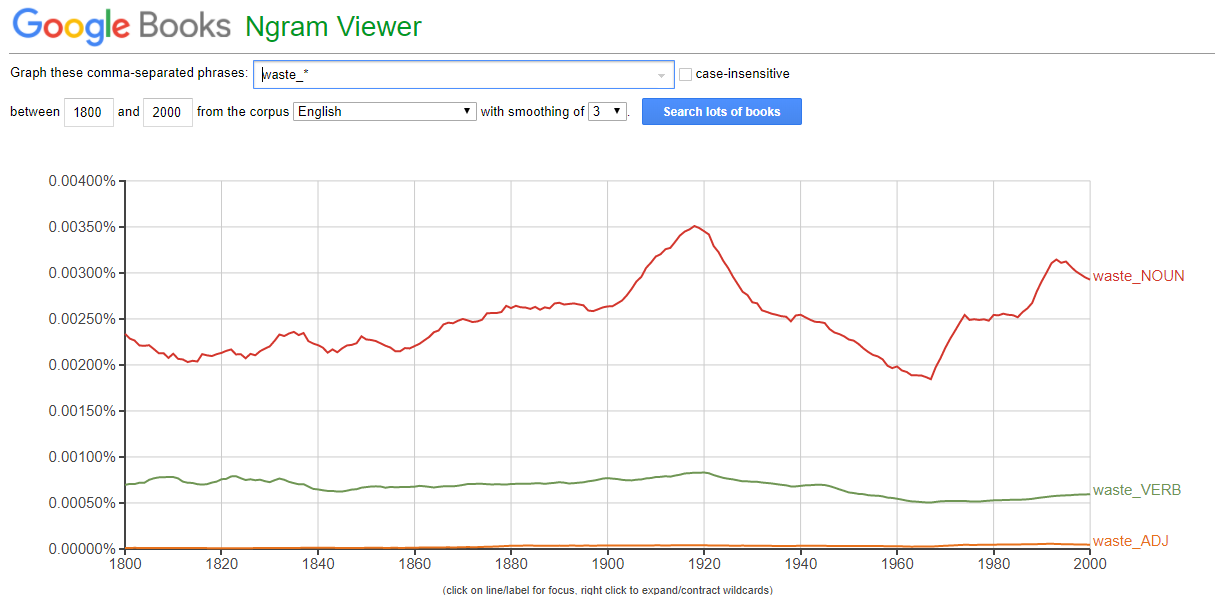 Google Books Ngram Viewer
Graph these comma-separated phrases: waste_* case-insensitive
between 1800 and 2000 from the corpus English with smoothing of 3 . Search lots of books
0.00400%
0.00350%
0.00300%
waste_NOUN
0.00250%
0.00200%
0.00150%
0.00100%
waste_VERB
0.00050%
waste_ADJ
0.00000%
1800 1820 1840 1860 1880 1900 1920 1940 1960 1980 2000
(click on line/label for focus, right click to expand/contract wildcards)